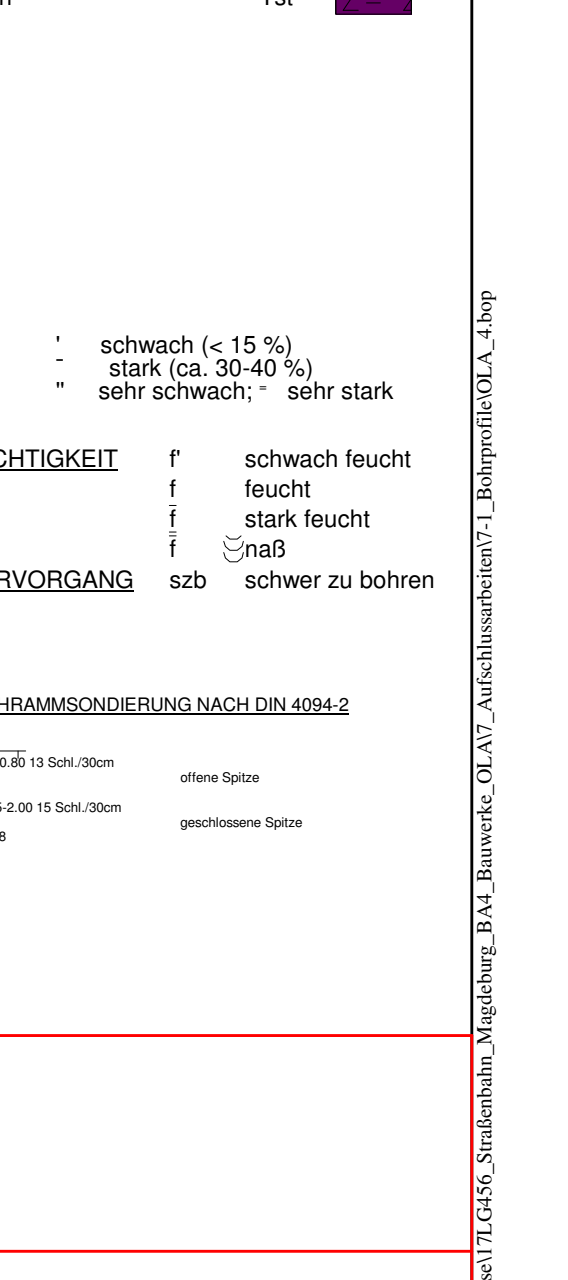 ' schwach (< 15 %)
- stark (ca. 30-40 %)
" sehr schwach; = sehr stark
CHTIGKEIT f' schwach feucht
f feucht
f̄ stark feucht
f̿ naß
RVORGANG szb schwer zu bohren
HRAMMSONDIERUNG NACH DIN 4094-2
0.80 13 Schl./30cm
offene Spitze
5-2.00 15 Schl./30cm
geschlossene Spitze
8
se\17LG456_Straßenbahn_Magdeburg_BA4_Bauwerke_OLA\7_Aufschlussarbeiten\7-1_Bohrprofile\OLA_4.bop